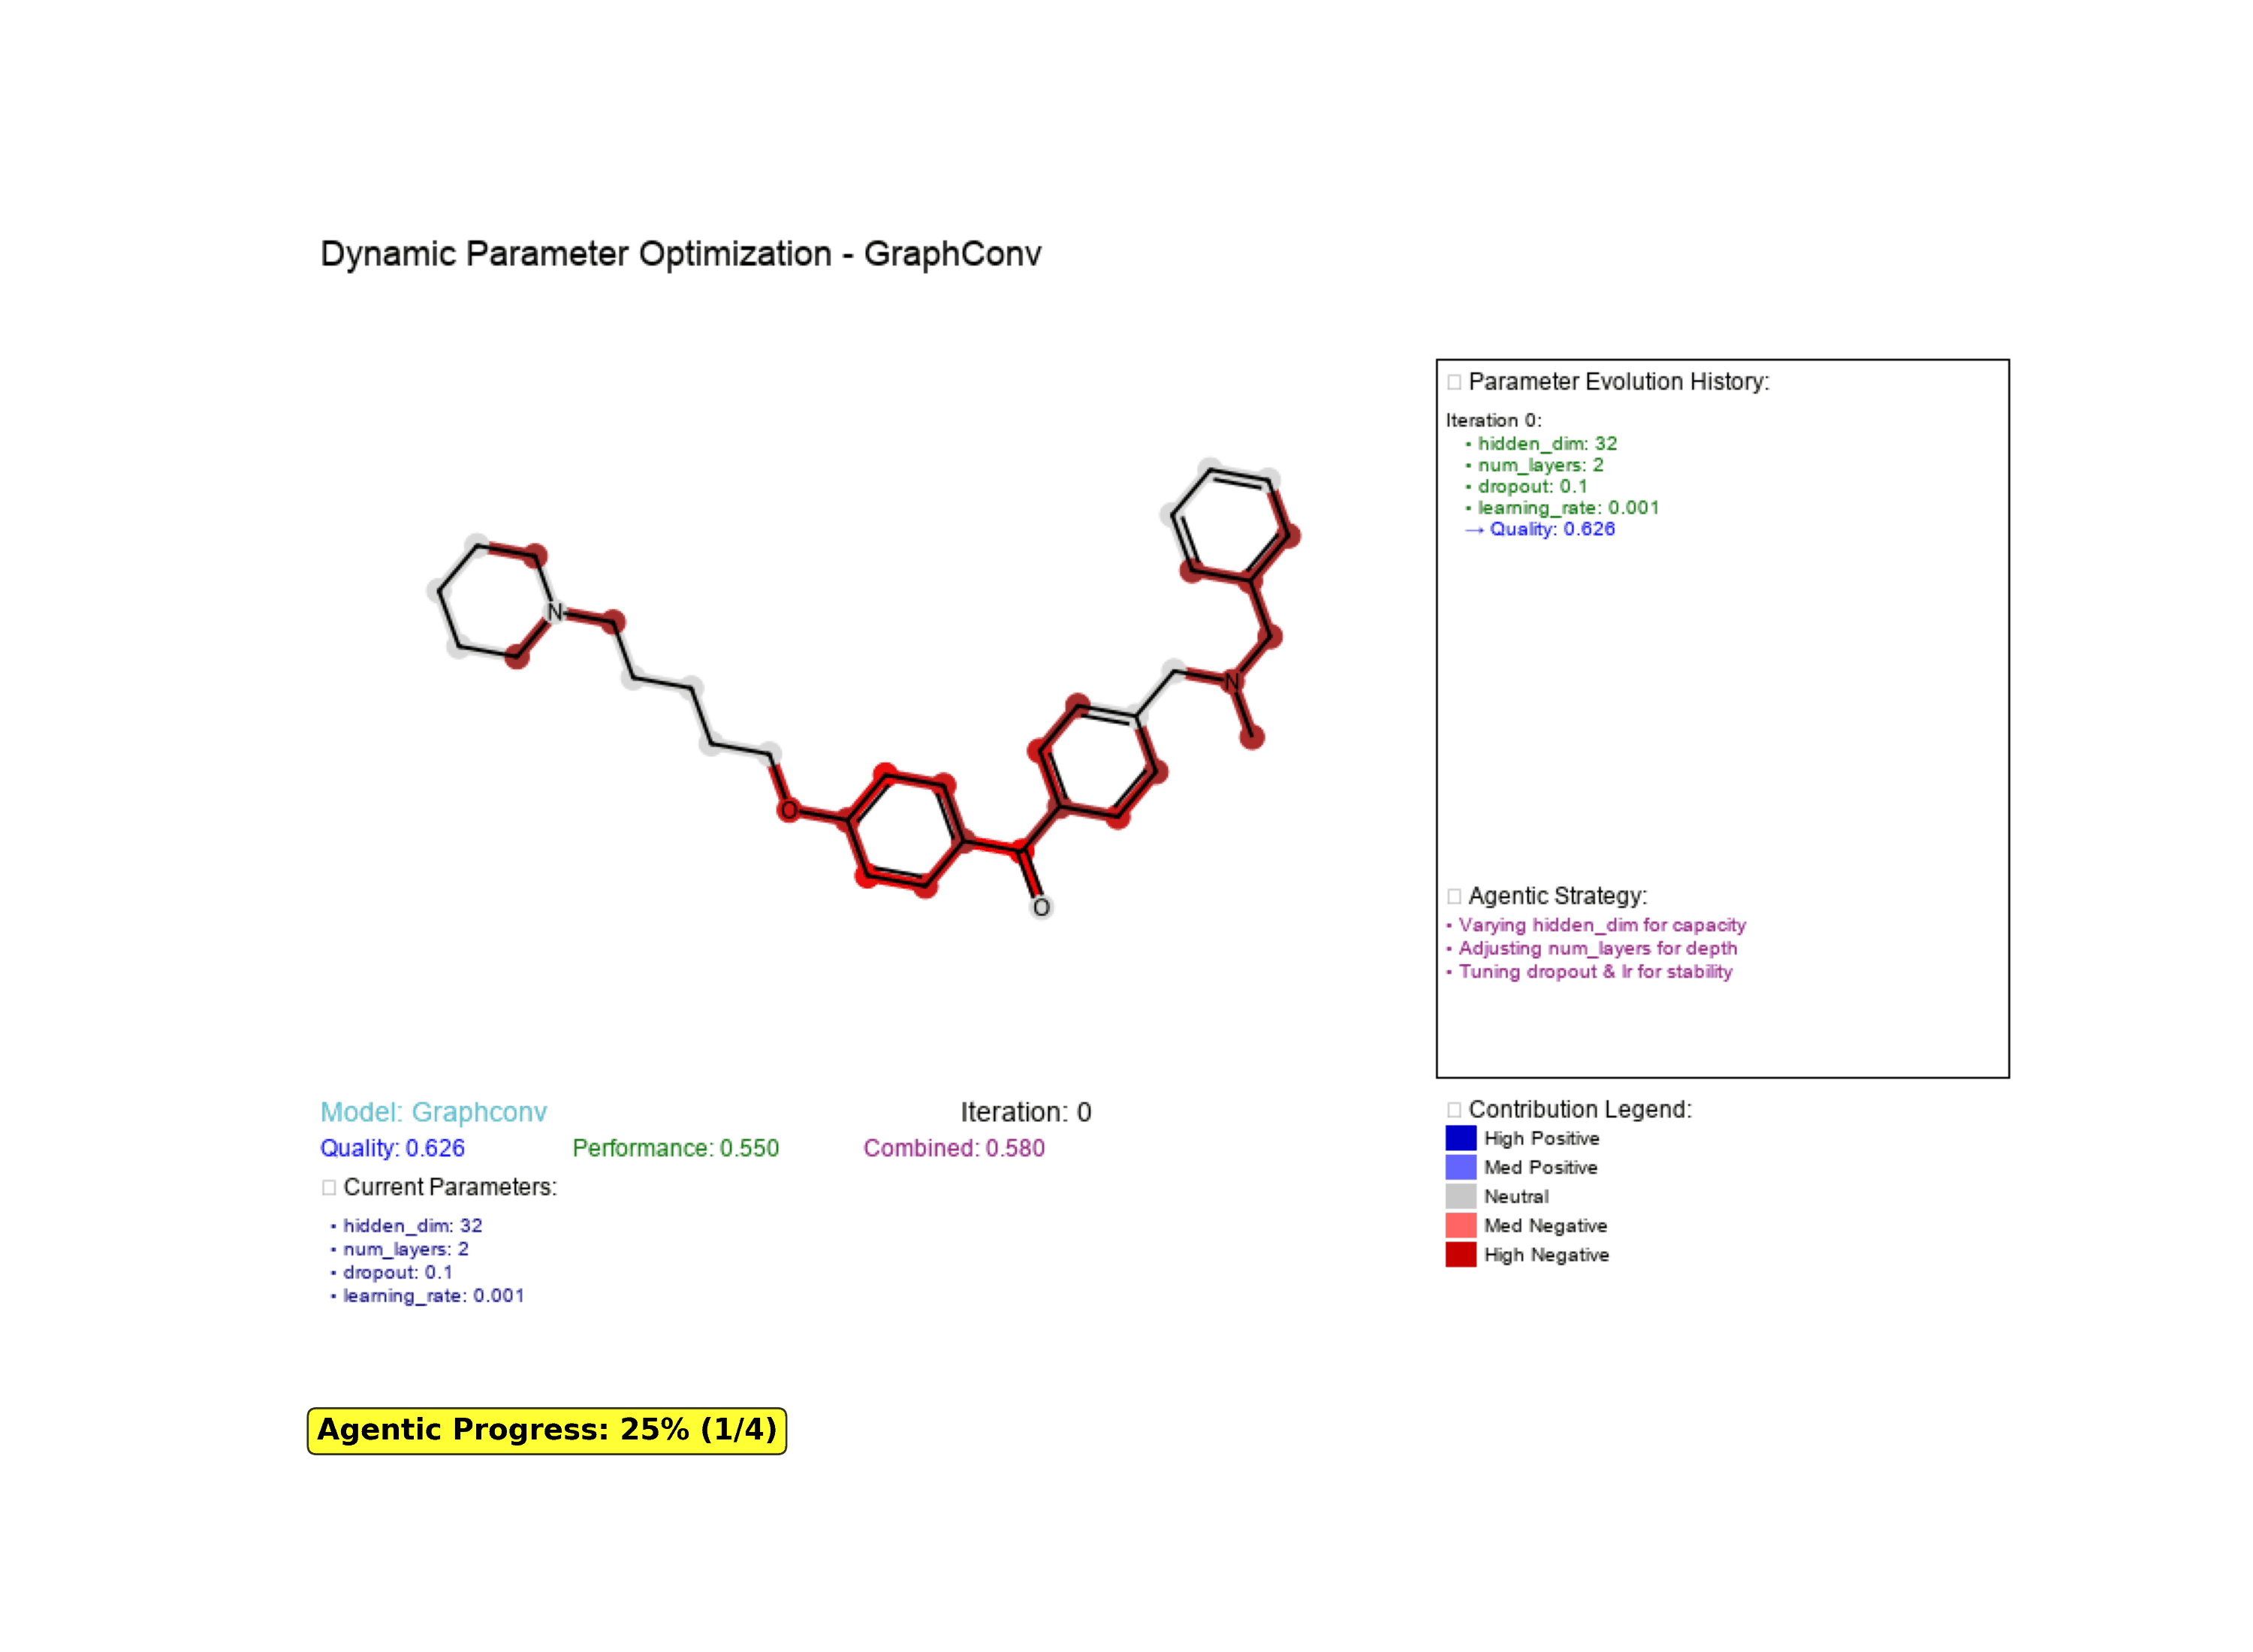 Dynamic Parameter Optimization - GraphConv
N
O
O
N
□ Parameter Evolution History:
Iteration 0:
• hidden_dim: 32
• num_layers: 2
• dropout: 0.1
• learning_rate: 0.001
→ Quality: 0.626
□ Agentic Strategy:
• Varying hidden_dim for capacity
• Adjusting num_layers for depth
• Tuning dropout & lr for stability
Model: Graphconv Iteration: 0
Quality: 0.626 Performance: 0.550 Combined: 0.580
□ Current Parameters:
• hidden_dim: 32
• num_layers: 2
• dropout: 0.1
• learning_rate: 0.001
□ Contribution Legend:
High Positive
Med Positive
Neutral
Med Negative
High Negative
Agentic Progress: 25% (1/4)